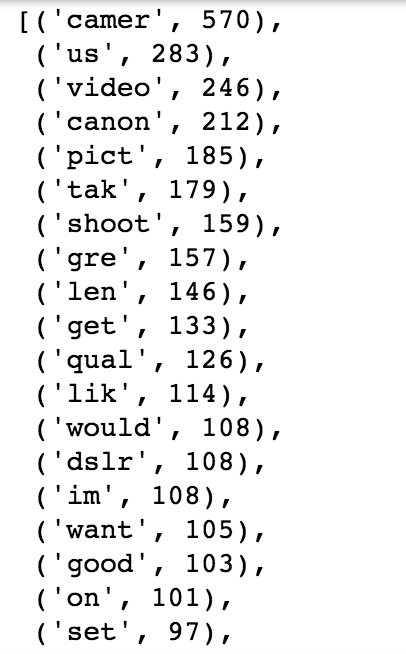 [('camer', 570),
('us', 283),
('video', 246),
('canon', 212),
('pict', 185),
('tak', 179),
('shoot', 159),
('gre', 157),
('len', 146),
('get', 133),
('qual', 126),
('lik', 114),
('would', 108),
('dslr', 108),
('im', 108),
('want', 105),
('good', 103),
('on', 101),
('set', 97),